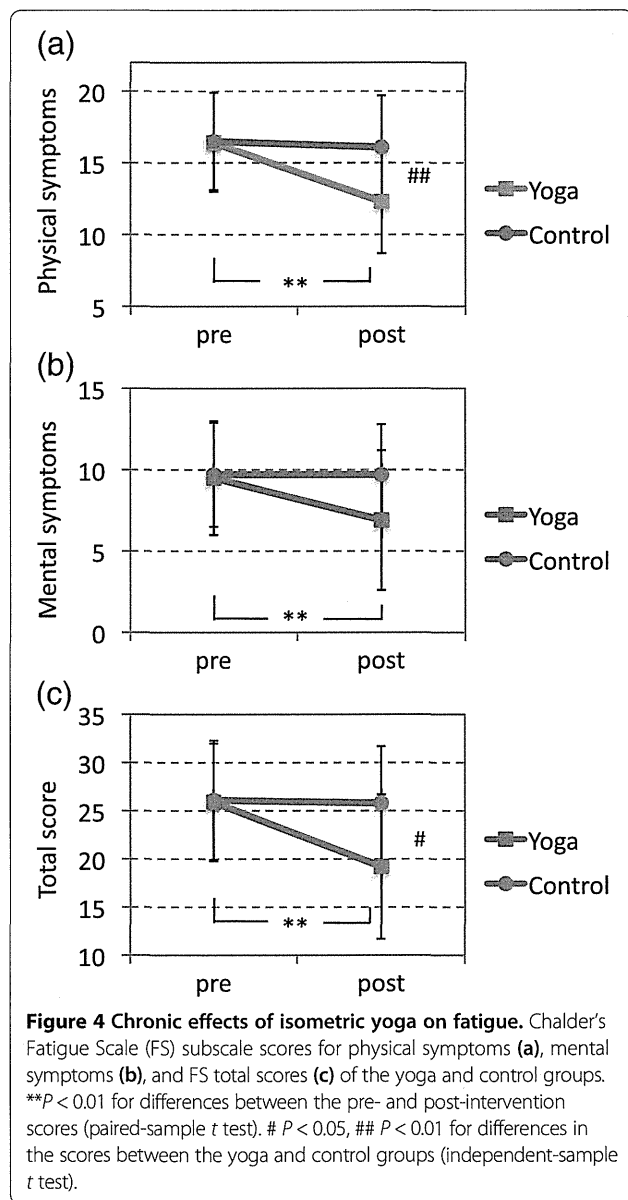 (a)
Physical symptoms
20
15
10
5
##
**
pre post
Yoga
Control
(b)
Mental symptoms
15
10
5
0
**
pre post
Yoga
Control
(c)
Total score
35
30
25
20
15
10
#
**
pre post
Yoga
Control
Figure 4 Chronic effects of isometric yoga on fatigue. Chalder's
Fatigue Scale (FS) subscale scores for physical symptoms (a), mental
symptoms (b), and FS total scores (c) of the yoga and control groups.
**P < 0.01 for differences between the pre- and post-intervention
scores (paired-sample t test). # P < 0.05, ## P < 0.01 for differences in
the scores between the yoga and control groups (independent-sample
t test).